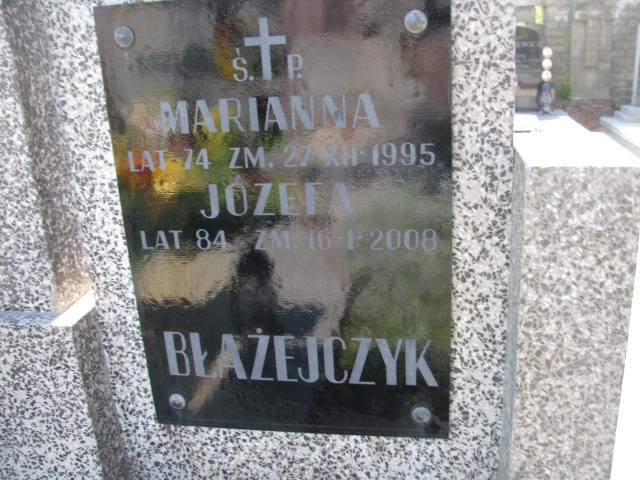 Ś. P.
MARIANNA
LAT 74 ZM. 27-XII-1995
JÓZEFA
LAT 84 ZM. 16-I-2008
BŁAŻEJCZYK